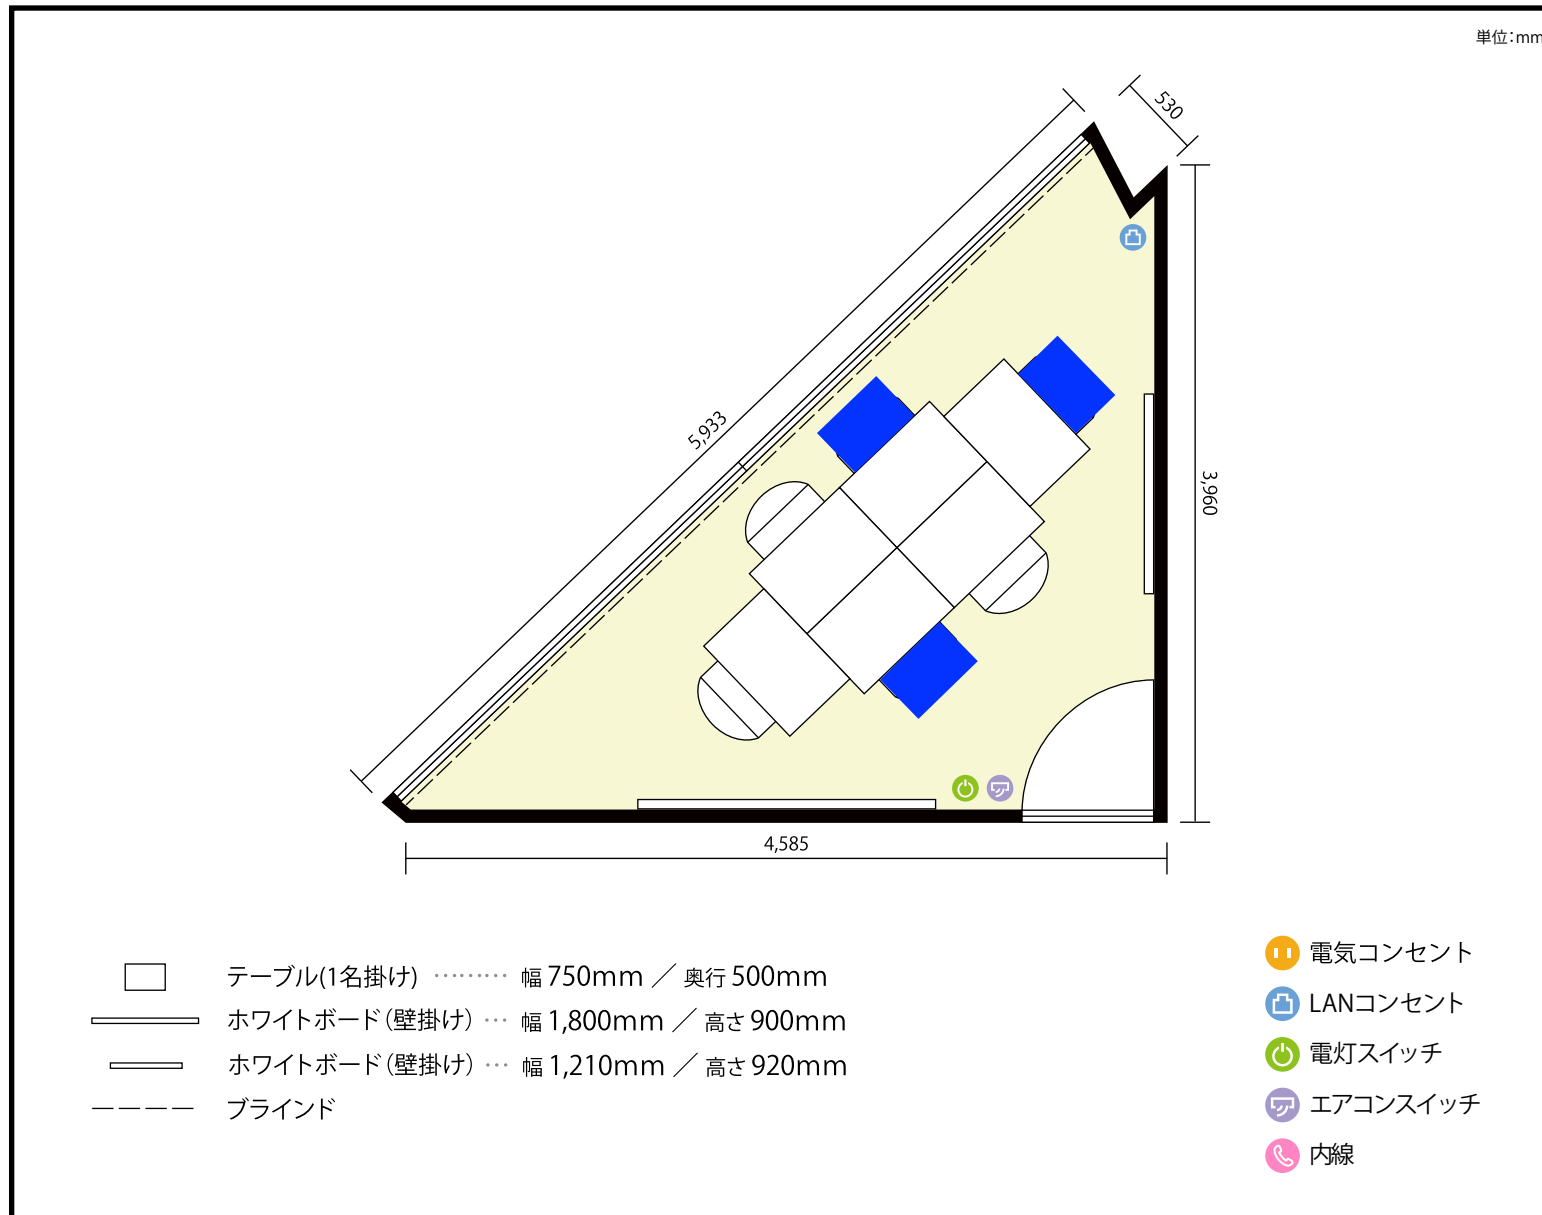 単位：mm
530
5,933
3,960
4,585
テーブル(1名掛け) ……… 幅 750mm ／ 奥行 500mm
ホワイトボード（壁掛け） … 幅 1,800mm ／ 高さ 900mm
ホワイトボード（壁掛け） … 幅 1,210mm ／ 高さ 920mm
ブラインド
電気コンセント
LANコンセント
電灯スイッチ
エアコンスイッチ
内線